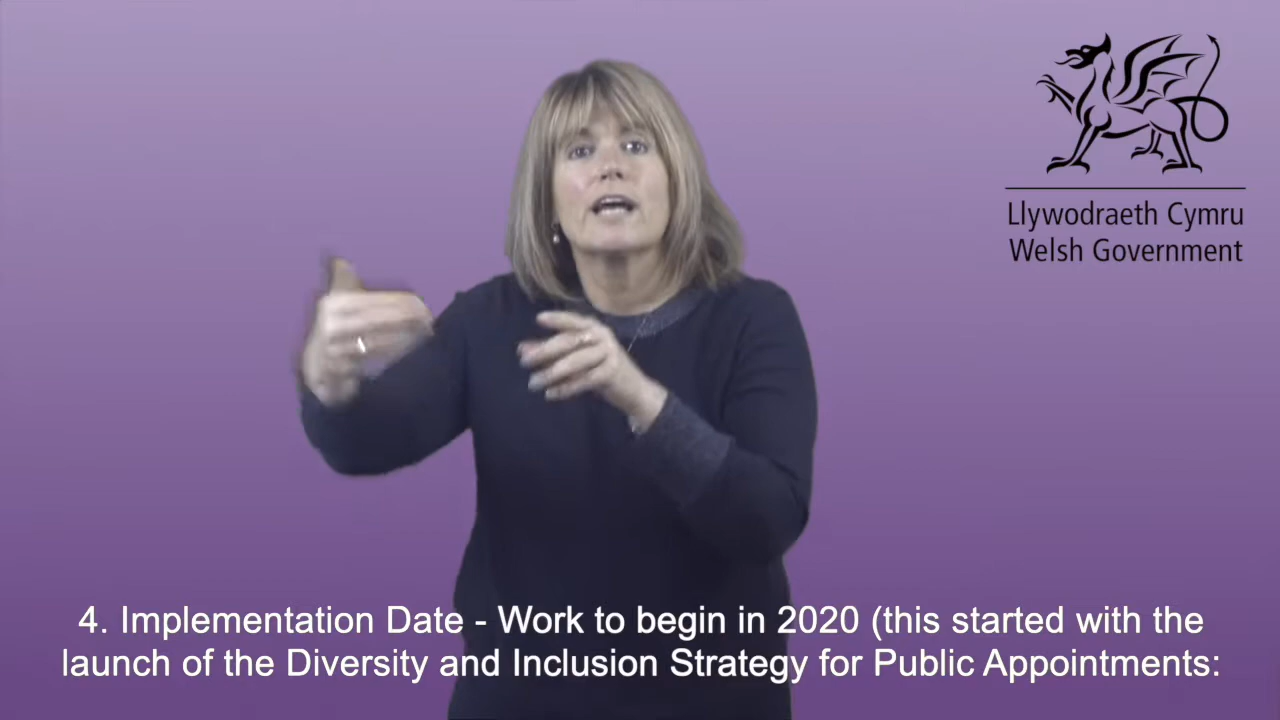 Llywodraeth Cymru
Welsh Government
4. Implementation Date - Work to begin in 2020 (this started with the
launch of the Diversity and Inclusion Strategy for Public Appointments: